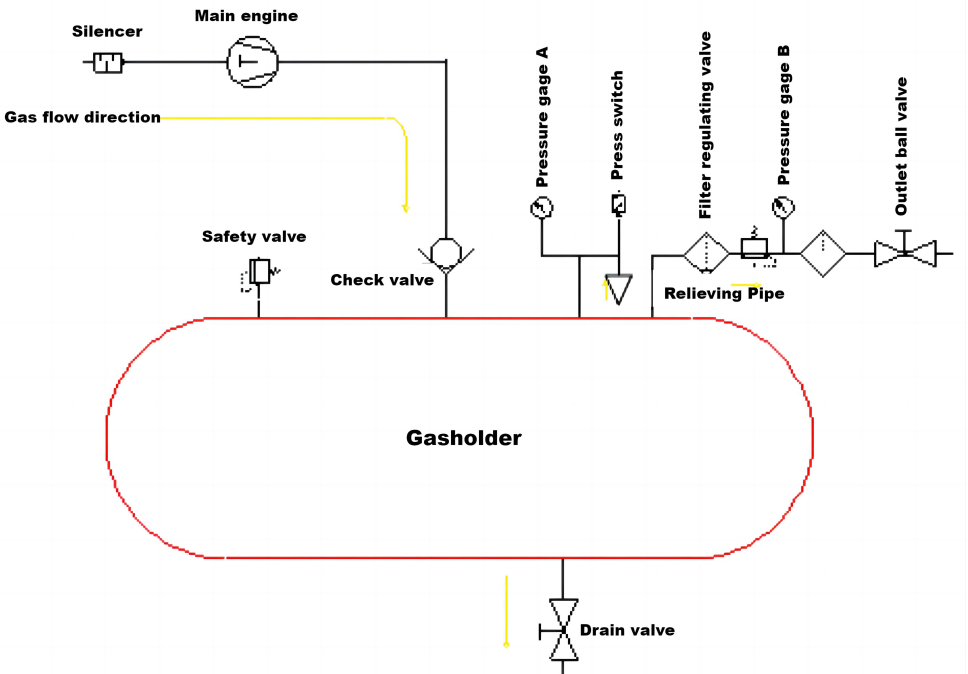 Main engine
Silencer
Gas flow direction
Pressure gage A
Press switch
Filter regulating valve
Pressure gage B
Outlet ball valve
Safety valve
Check valve
Relieving Pipe
Gasholder
Drain valve